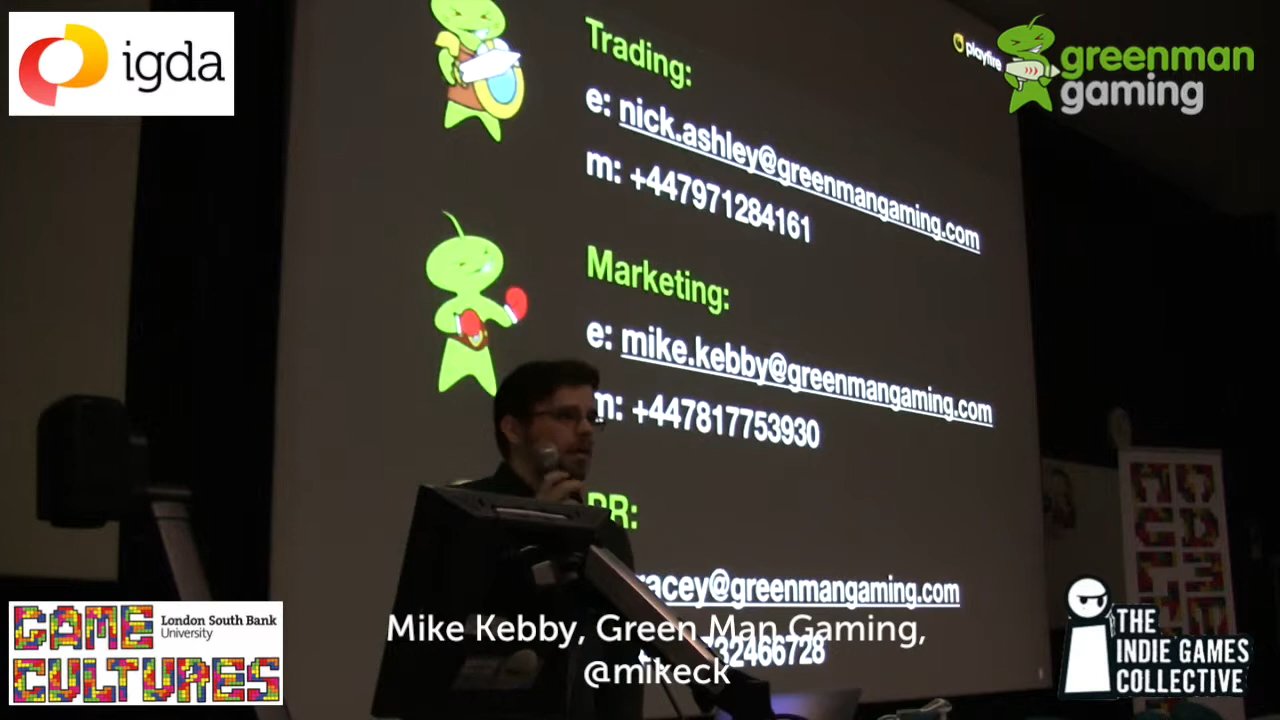 igda
playfire
greenman
gaming
Trading:
e: nick.ashley@greenmangaming.com
m: +447971284161
Marketing:
e: mike.kebby@greenmangaming.com
m: +447817753930
PR:
racey@greenmangaming.com
32466728
Mike Kebby, Green Man Gaming,
@mikeck
GAME
CULTURES
London South Bank
University
THE
INDIE GAMES
COLLECTIVE